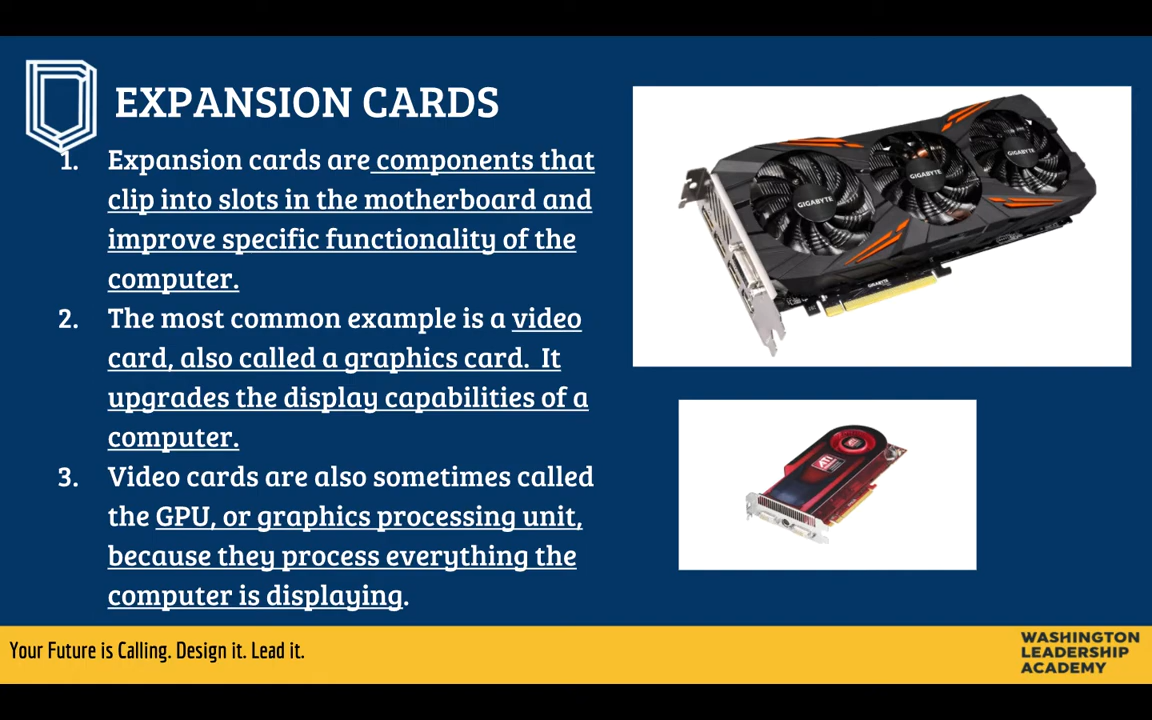 EXPANSION CARDS
1. Expansion cards are components that
clip into slots in the motherboard and
improve specific functionality of the
computer.
2. The most common example is a video
card, also called a graphics card. It
upgrades the display capabilities of a
computer.
3. Video cards are also sometimes called
the GPU, or graphics processing unit,
because they process everything the
computer is displaying.
GIGABYTE
GIGABYTE
GIGABYTE
GIGABYTE
ATI
Your Future is Calling. Design it. Lead it.
WASHINGTON
LEADERSHIP
ACADEMY